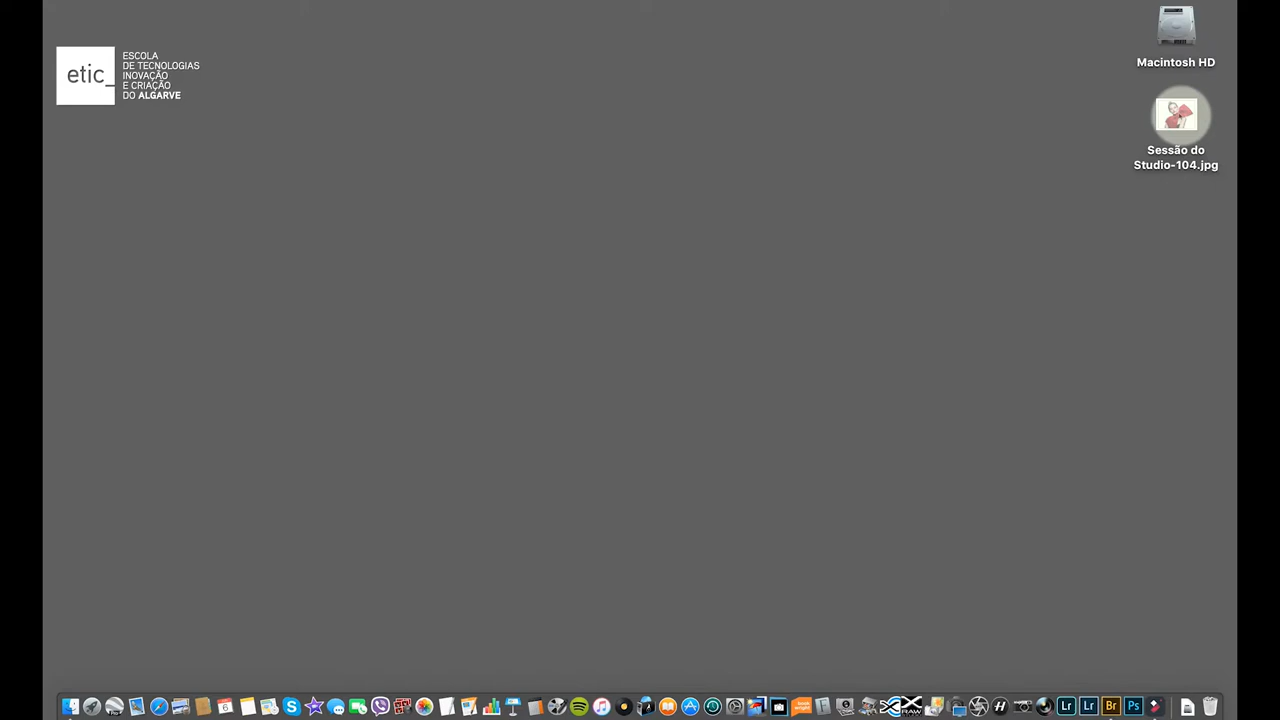 etic_
ESCOLA
DE TECNOLOGIAS
INOVAÇÃO
E CRIAÇÃO
DO ALGARVE
Macintosh HD
Sessão do
Studio-104.jpg
6
Lr
Lr
Br
Ps